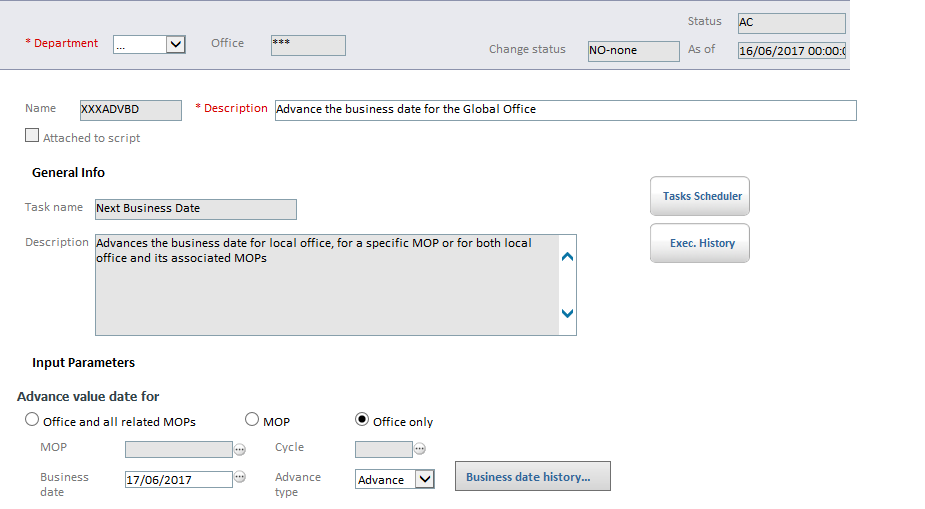 Status AC
* Department ... Office ***
Change status NO-none As of 16/06/2017 00:00:0
Name XXXADVBD * Description Advance the business date for the Global Office
Attached to script
General Info
Tasks Scheduler
Task name Next Business Date
Exec. History
Description Advances the business date for local office, for a specific MOP or for both local
office and its associated MOPs
Input Parameters
Advance value date for
Office and all related MOPs MOP Office only
MOP Cycle
Business date 17/06/2017 Advance type Advance Business date history...